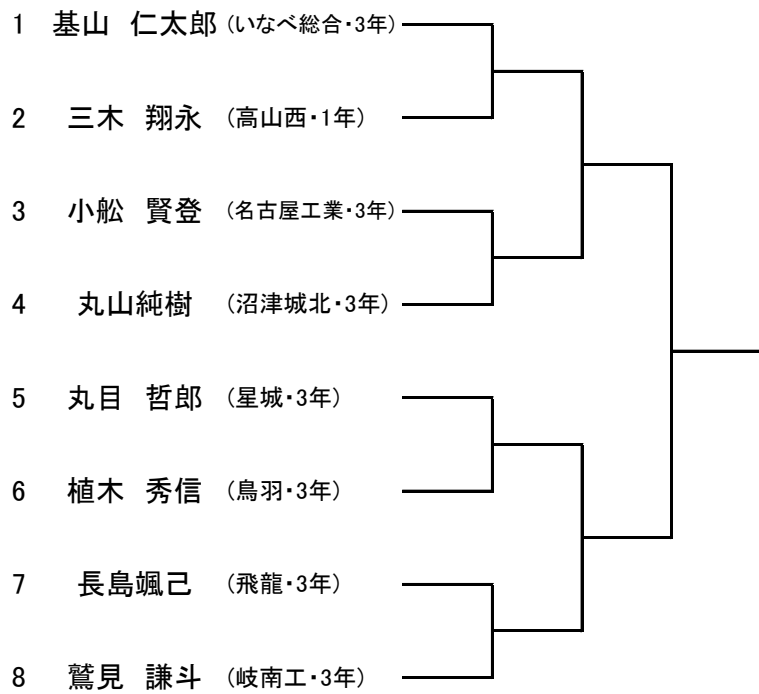 1 基山 仁太郎 (いなべ総合・3年)
2 三木 翔永 (高山西・1年)
3 小舩 賢登 (名古屋工業・3年)
4 丸山純樹 (沼津城北・3年)
5 丸目 哲郎 (星城・3年)
6 植木 秀信 (鳥羽・3年)
7 長島颯己 (飛龍・3年)
8 鷲見 謙斗 (岐南工・3年)